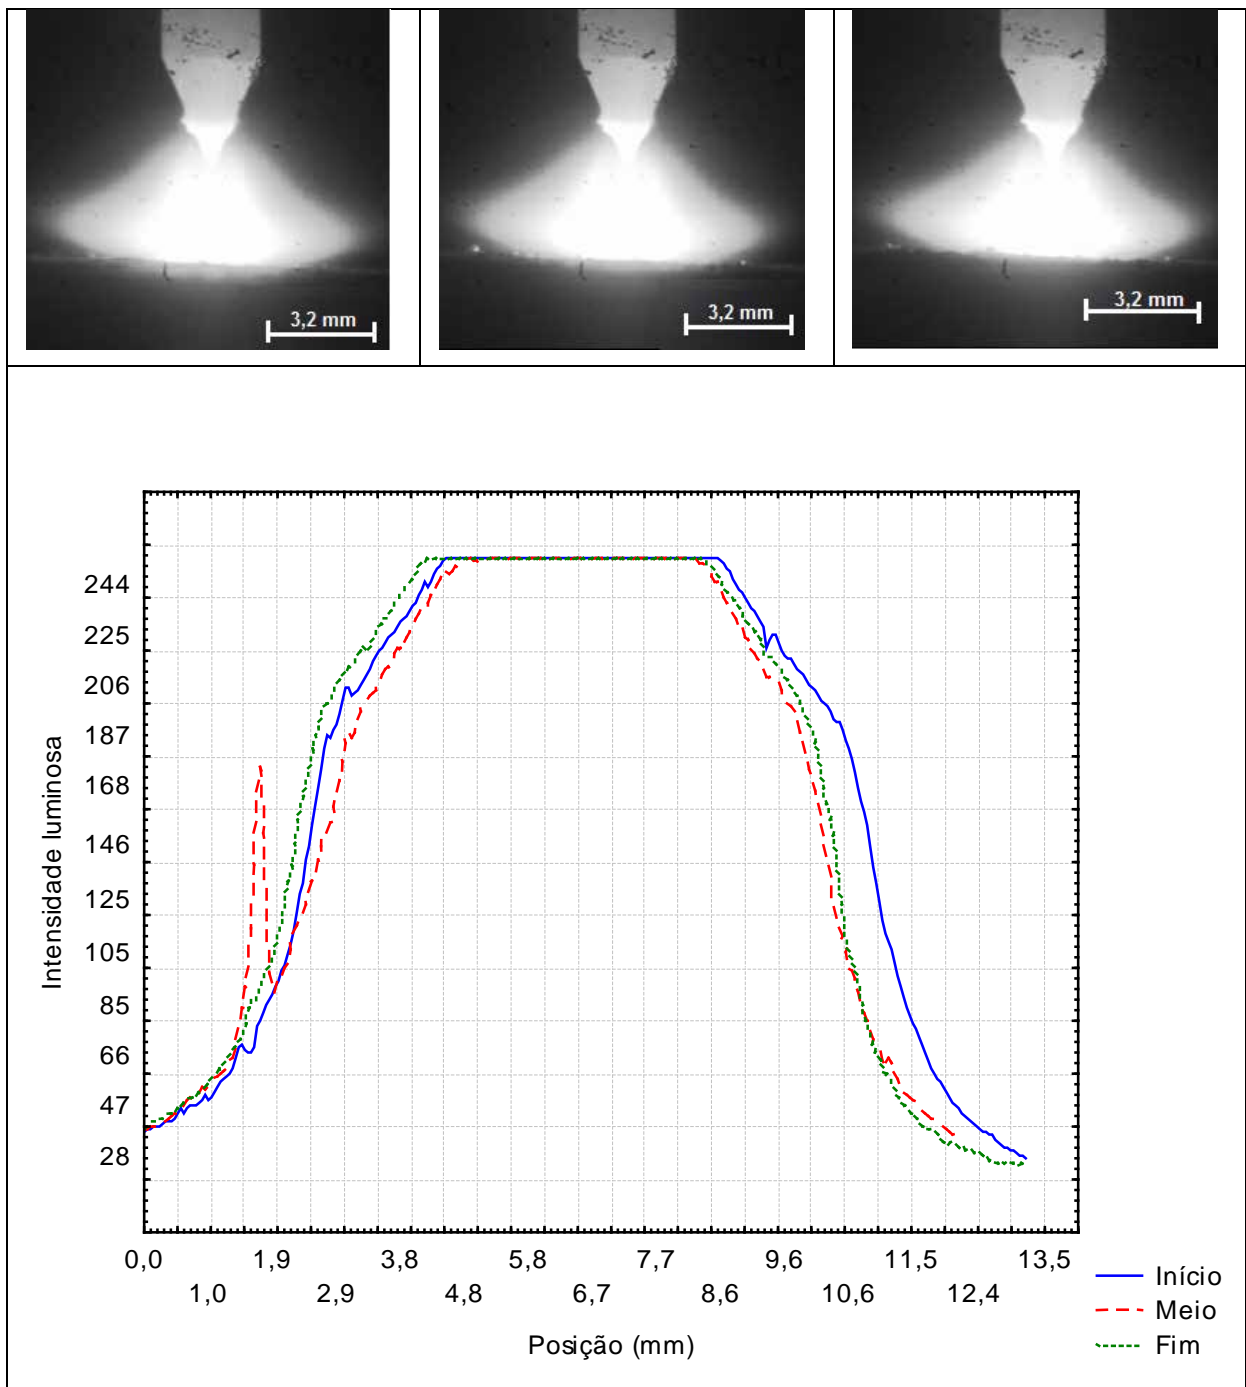 3,2 mm
3,2 mm
3,2 mm
244
225
206
187
168
146
125
105
85
66
47
28
Intensidade luminosa
0,0 1,9 3,8 5,8 7,7 9,6 11,5 13,5
1,0 2,9 4,8 6,7 8,6 10,6 12,4
Posição (mm)
Início
Meio
Fim